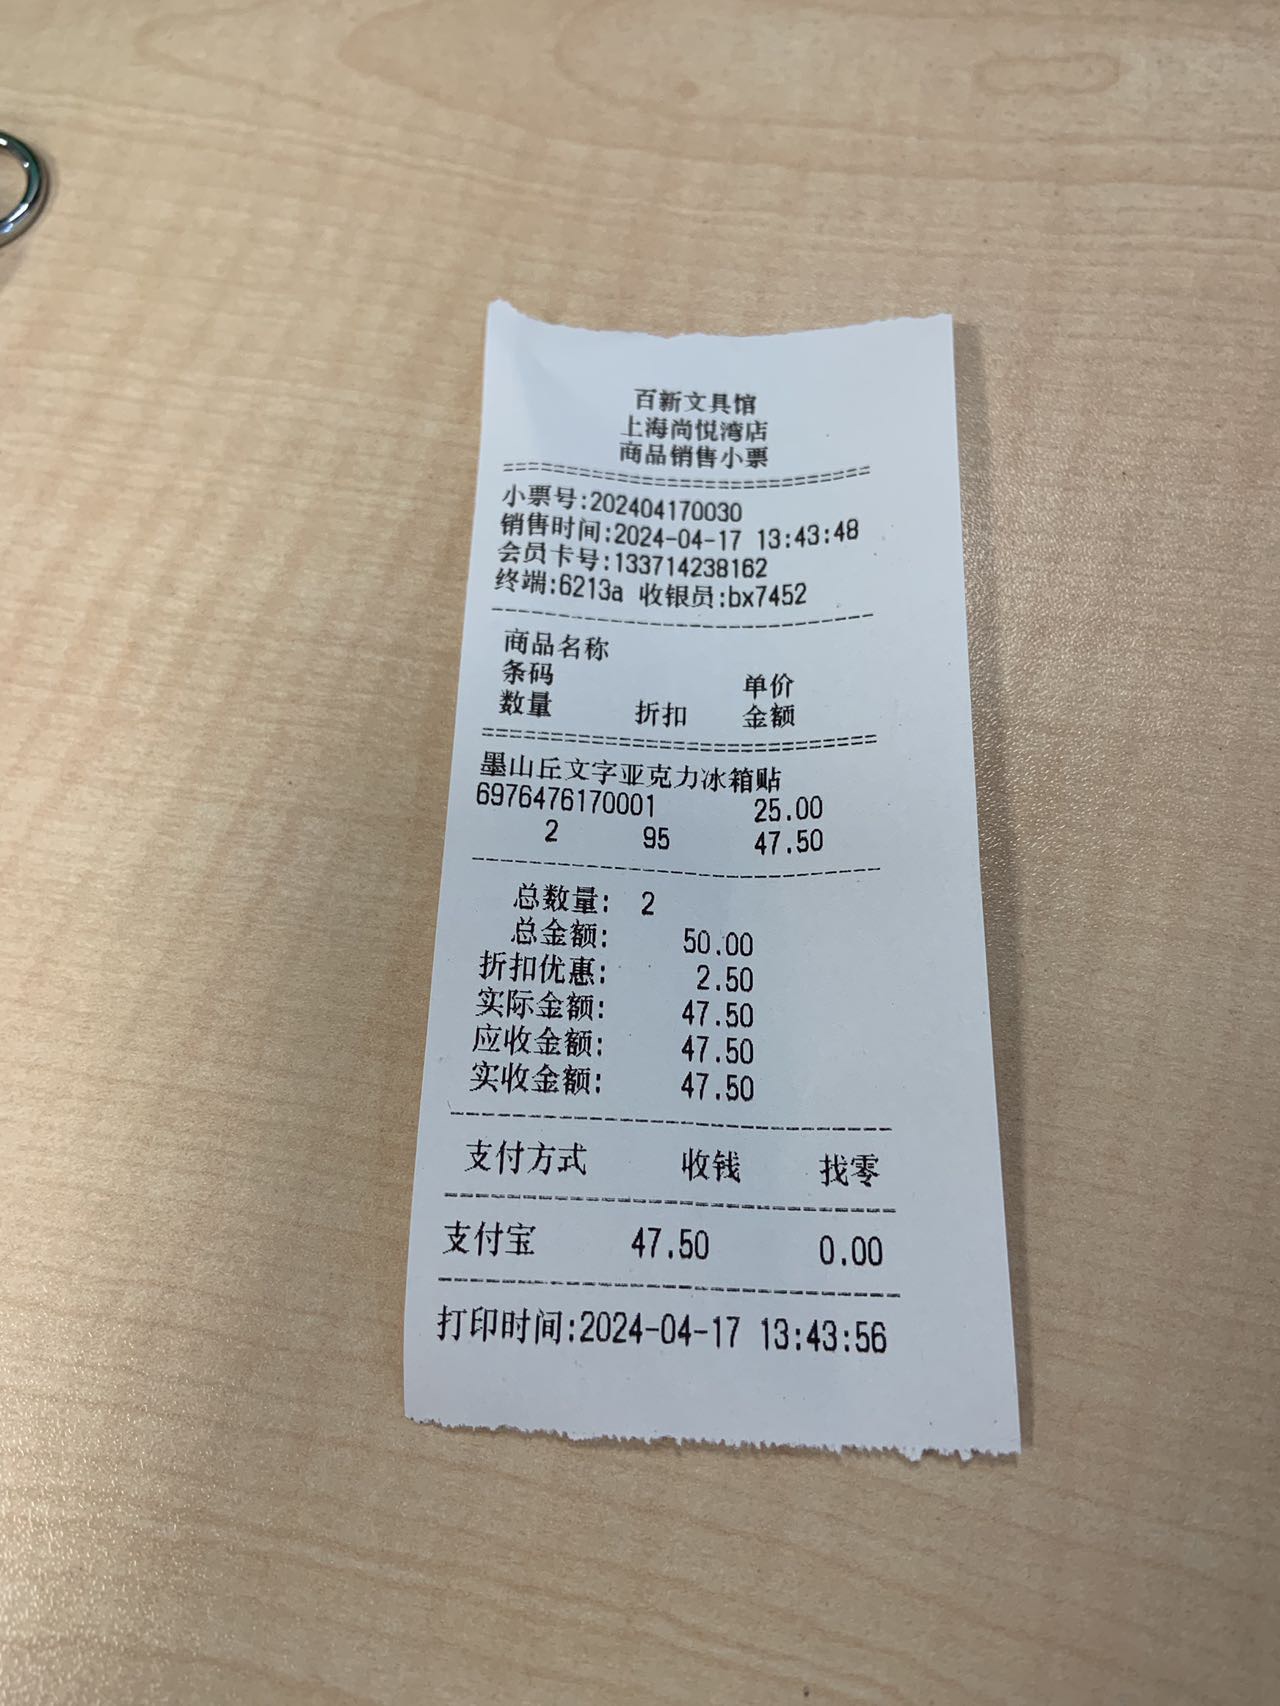 百新文具馆
上海尚悦湾店
商品销售小票
================================
小票号:202404170030
销售时间:2024-04-17 13:43:48
会员卡号:133714238162
终端:6213a 收银员:bx7452
--------------------------------
商品名称
条码 单价
数量 折扣 金额
================================
墨山丘文字亚克力冰箱贴
6976476170001 25.00
2 95 47.50
--------------------------------
总数量: 2
总金额: 50.00
折扣优惠: 2.50
实际金额: 47.50
应收金额: 47.50
实收金额: 47.50
--------------------------------
支付方式 收钱 找零
--------------------------------
支付宝 47.50 0.00
--------------------------------
打印时间:2024-04-17 13:43:56